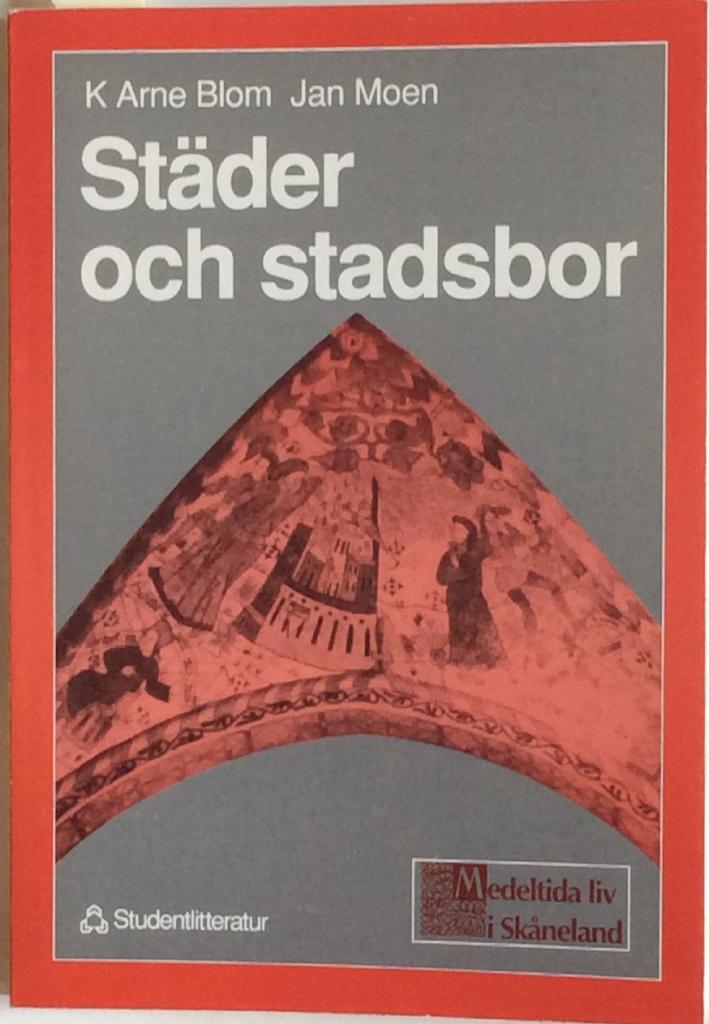 K Arne Blom Jan Moen
Städer
och stadsbor
Studentlitteratur
Medeltida liv
i Skåneland